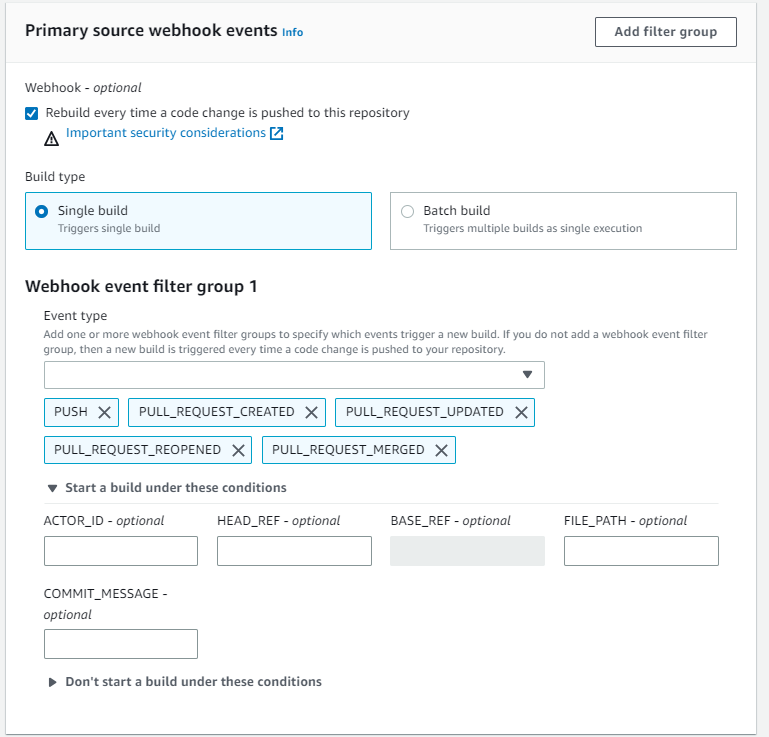 Primary source webhook events Info
Add filter group
Webhook - optional
Rebuild every time a code change is pushed to this repository
Important security considerations
Build type
Single build
Triggers single build
Batch build
Triggers multiple builds as single execution
Webhook event filter group 1
Event type
Add one or more webhook event filter groups to specify which events trigger a new build. If you do not add a webhook event filter
group, then a new build is triggered every time a code change is pushed to your repository.
PUSH
PULL_REQUEST_CREATED
PULL_REQUEST_UPDATED
PULL_REQUEST_REOPENED
PULL_REQUEST_MERGED
Start a build under these conditions
ACTOR_ID - optional
HEAD_REF - optional
BASE_REF - optional
FILE_PATH - optional
COMMIT_MESSAGE -
optional
Don't start a build under these conditions